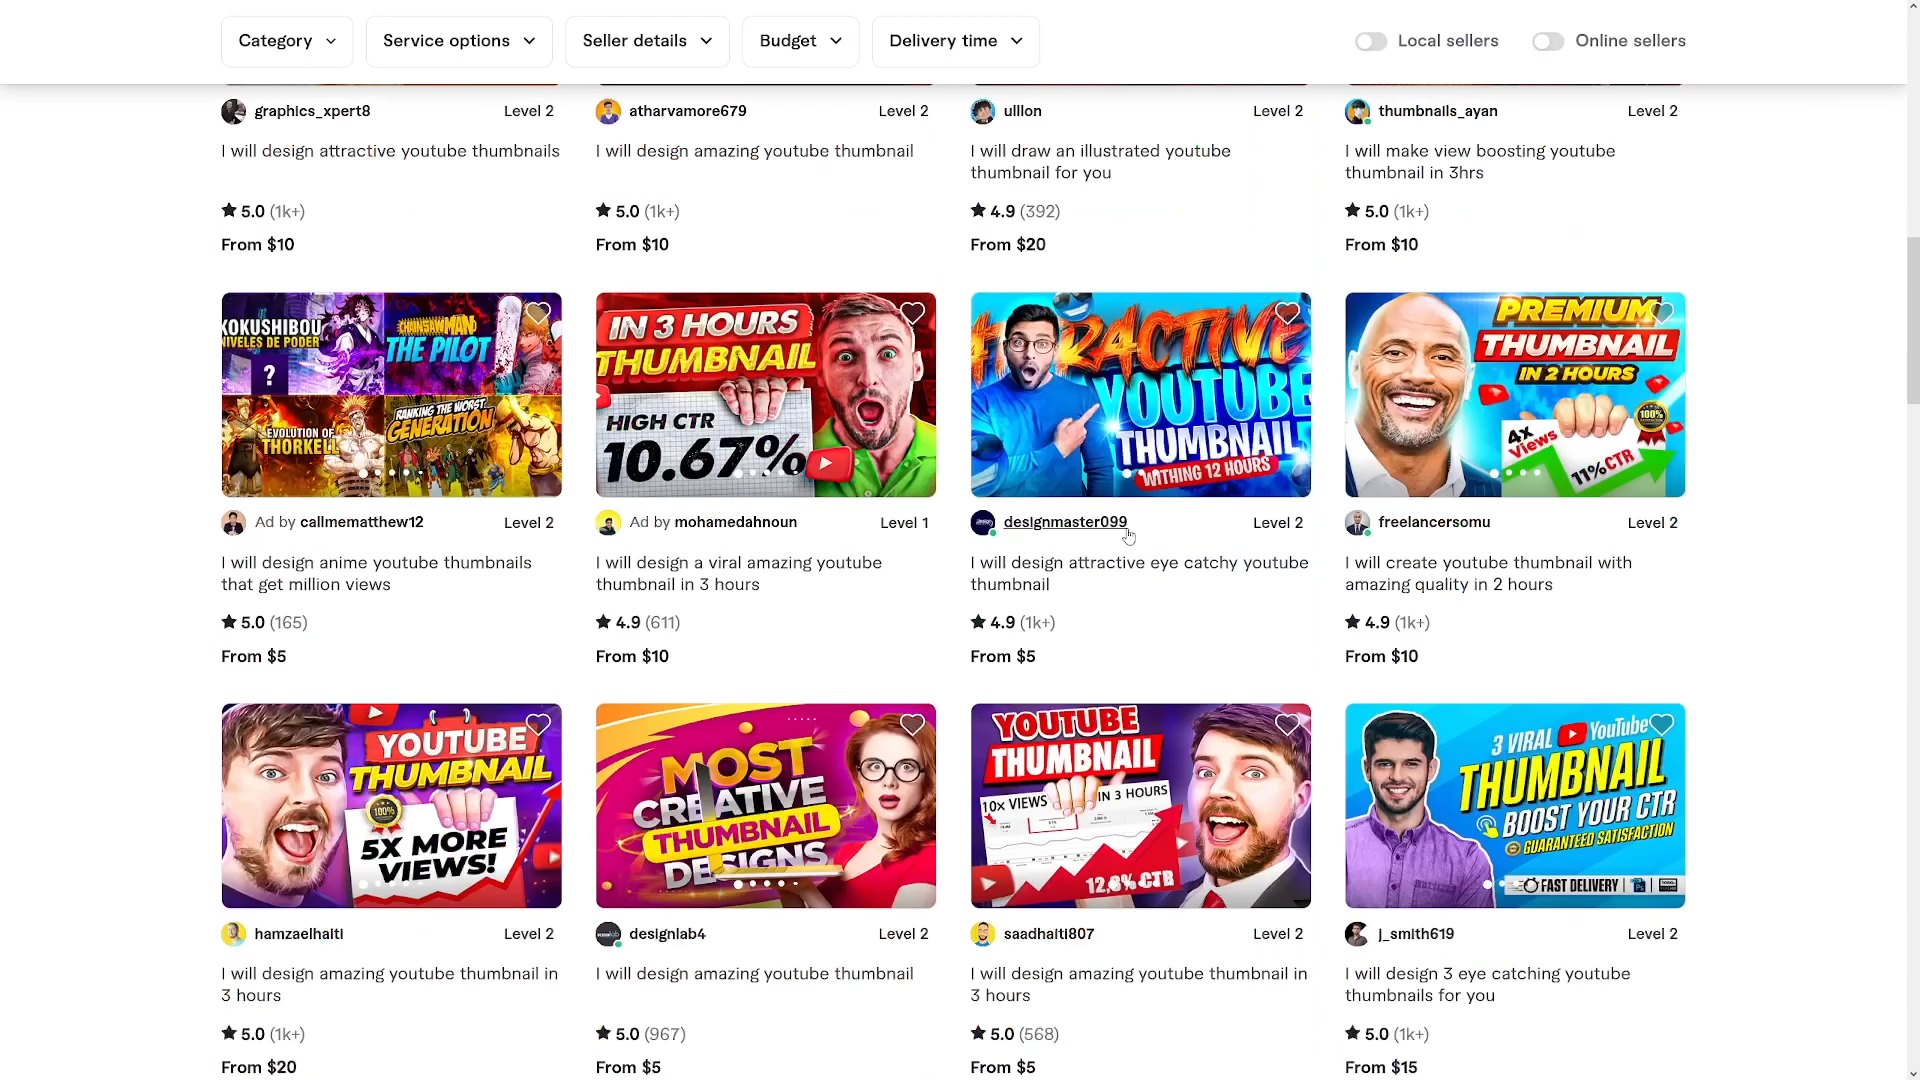 Category
Service options
Seller details
Budget
Delivery time
Local sellers
Online sellers
graphics_xpert8
Level 2
I will design attractive youtube thumbnails
5.0 (1k+)
From $10
atharvamore679
Level 2
I will design amazing youtube thumbnail
5.0 (1k+)
From $10
ulllon
Level 2
I will draw an illustrated youtube
thumbnail for you
4.9 (392)
From $20
thumbnails_ayan
Level 2
I will make view boosting youtube
thumbnail in 3hrs
5.0 (1k+)
From $10
KOKUSHIBOU
NIVELES DE PODER
?
CHAINSAW MAN
THE PILOT
EVOLUTION OF
THORKELL
RANKING THE WORST
GENERATION
Ad by callmematthew12
Level 2
I will design anime youtube thumbnails
that get million views
5.0 (165)
From $5
IN 3 HOURS
THUMBNAIL
HIGH CTR
10.67%
Ad by mohamedahnoun
Level 1
I will design a viral amazing youtube
thumbnail in 3 hours
4.9 (611)
From $10
ATTRACTIVE
YOUTUBE
THUMBNAIL
WITHING 12 HOURS
designmaster099
Level 2
I will design attractive eye catchy youtube
thumbnail
4.9 (1k+)
From $5
PREMIUM
THUMBNAIL
IN 2 HOURS
100%
4x
Views
11% CTR
freelancersomu
Level 2
I will create youtube thumbnail with
amazing quality in 2 hours
4.9 (1k+)
From $10
YOUTUBE
THUMBNAIL
100%
5X MORE
VIEWS!
hamzaelhaiti
Level 2
I will design amazing youtube thumbnail in
3 hours
5.0 (1k+)
From $20
MOST
CREATIVE
THUMBNAIL
DESIGNS
designlab4
Level 2
I will design amazing youtube thumbnail
5.0 (967)
From $5
YOUTUBE
THUMBNAIL
10x VIEWS
IN 3 HOURS
12,8% CTR
saadhaiti807
Level 2
I will design amazing youtube thumbnail in
3 hours
5.0 (568)
From $5
3 VIRAL YouTube
THUMBNAIL
BOOST YOUR CTR
GUARANTEED SATISFACTION
FAST DELIVERY
j_smith619
Level 2
I will design 3 eye catching youtube
thumbnails for you
5.0 (1k+)
From $15